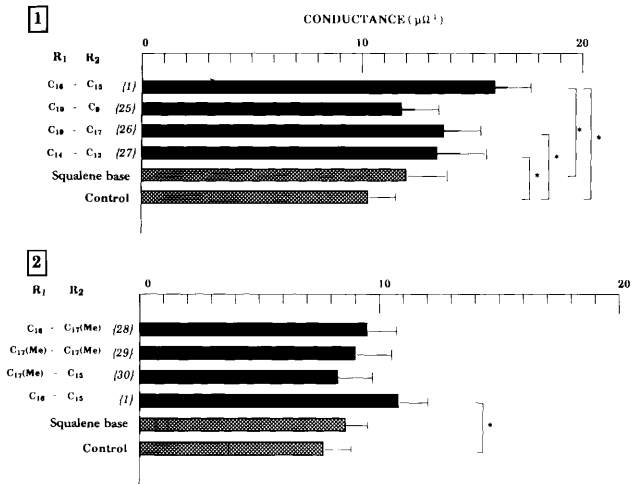 1
CONDUCTANCE (μΩ⁻¹)
0 10 20
R1 R2
C16 - C15 {1}
C10 - C9 {25}
C18 - C17 {26}
C14 - C13 {27}
Squalene base
Control
* * * *
2
R1 R2
0 10 20
C16 - C17(Me) {28}
C17(Me) - C17(Me) {29}
C17(Me) - C15 {30}
C16 - C15 {1}
Squalene base
Control
*